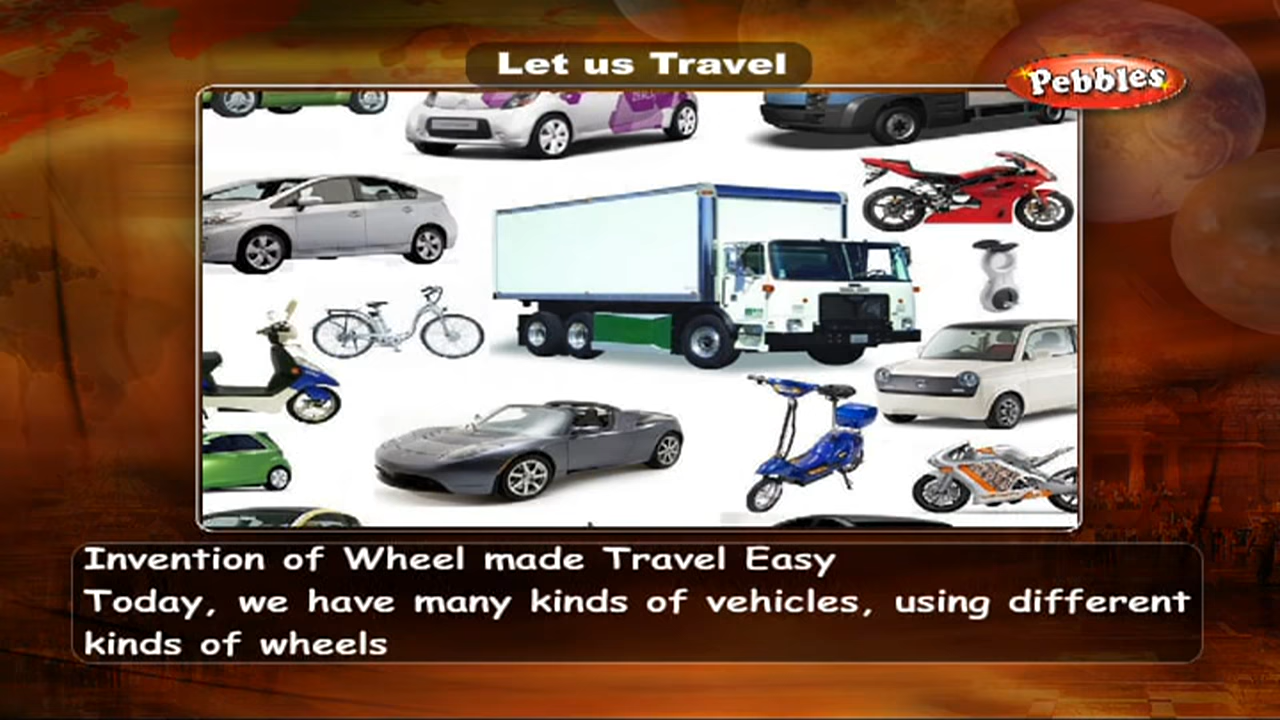 Let us Travel
Pebbles
Invention of Wheel made Travel Easy
Today, we have many kinds of vehicles, using different
kinds of wheels